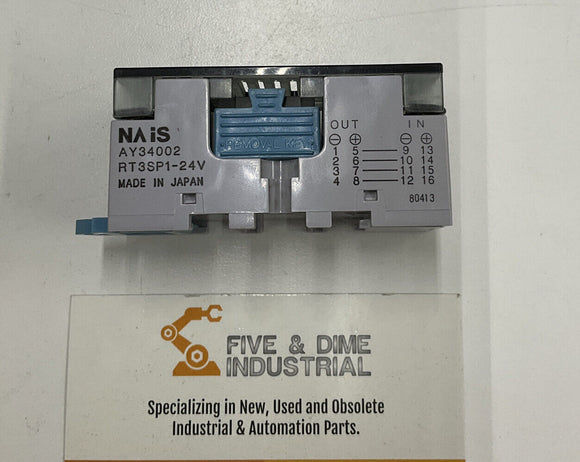 NAiS
AY34002
RT3SP1-24V
MADE IN JAPAN
REMOVAL KEY
OUT IN
⊖ ⊕ ⊖ ⊕
1 5 9 13
2 6 10 14
3 7 11 15
4 8 12 16
80413
FIVE & DIME
INDUSTRIAL
Specializing in New, Used and Obsolete
Industrial & Automation Parts.